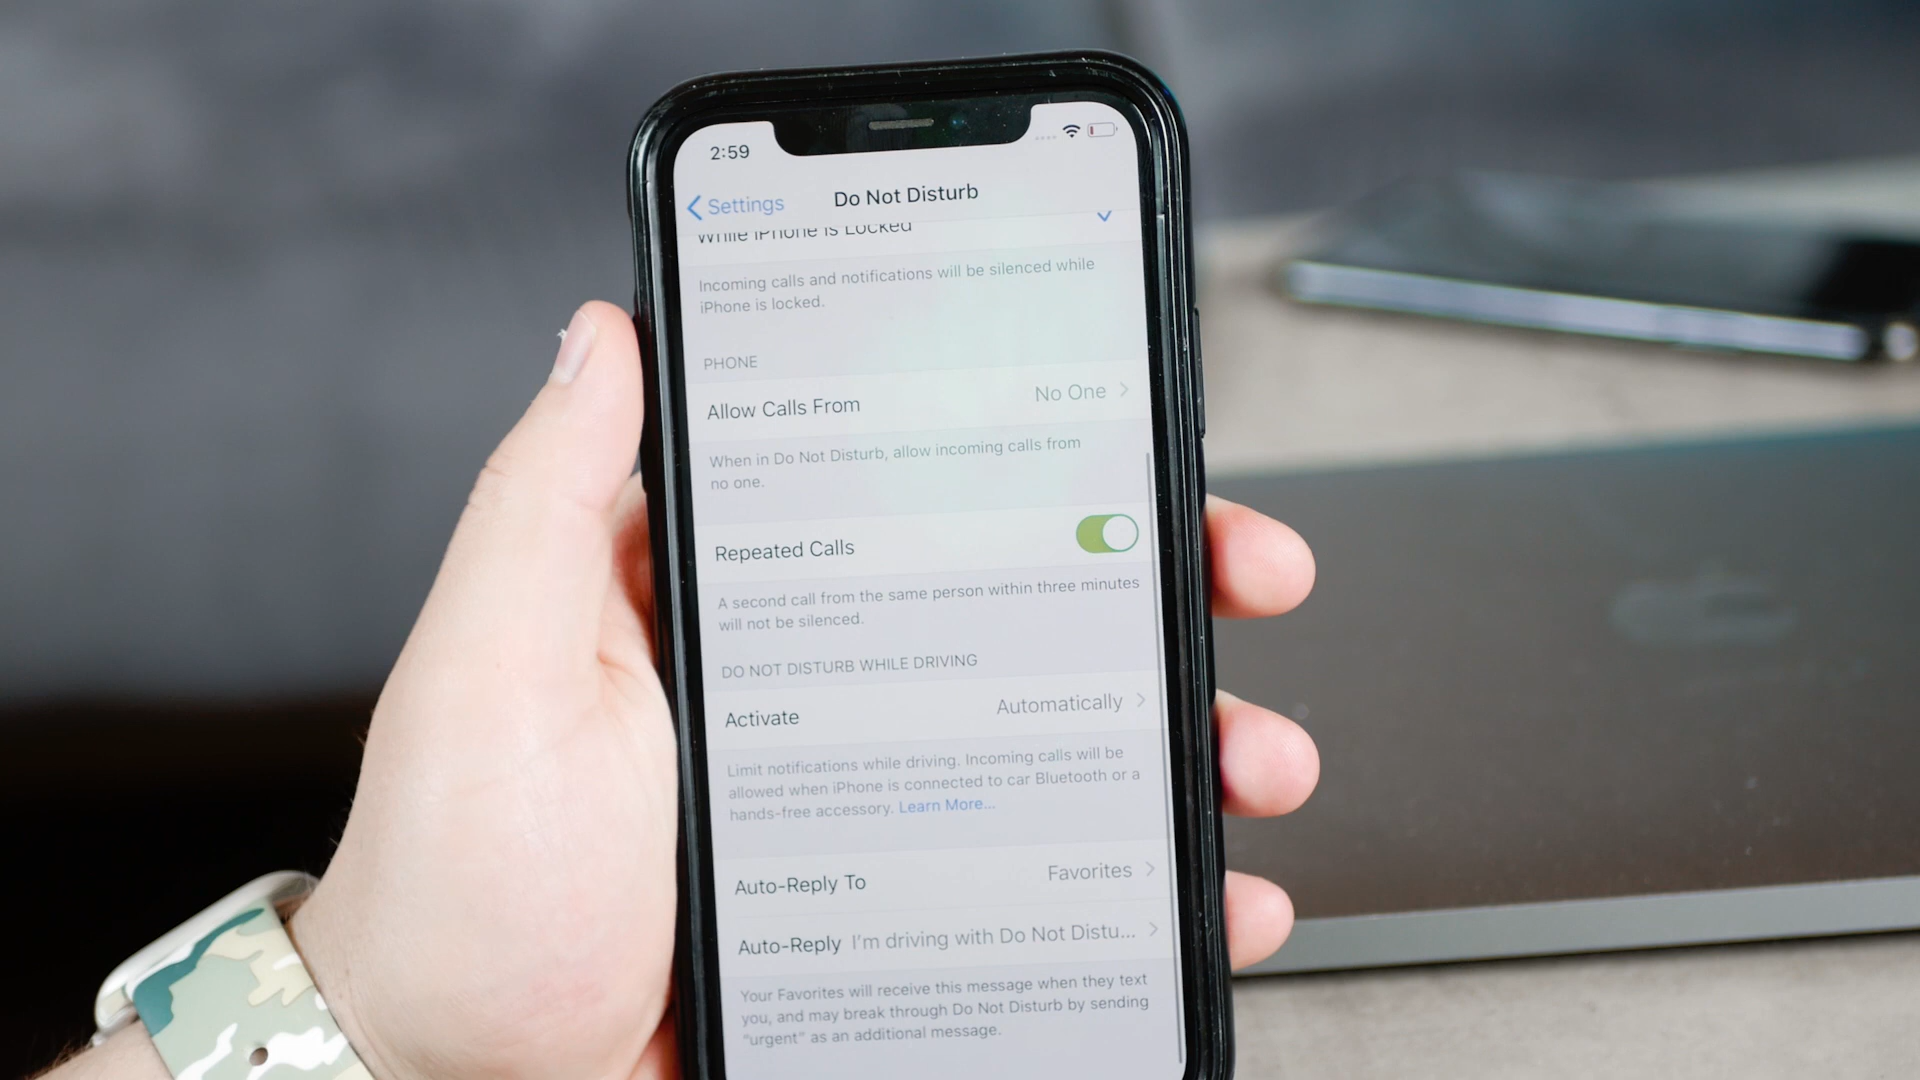 2:59
Settings
Do Not Disturb
While iPhone is Locked
Incoming calls and notifications will be silenced while
iPhone is locked.
PHONE
Allow Calls From
No One
When in Do Not Disturb, allow incoming calls from
no one.
Repeated Calls
A second call from the same person within three minutes
will not be silenced.
DO NOT DISTURB WHILE DRIVING
Activate
Automatically
Limit notifications while driving. Incoming calls will be
allowed when iPhone is connected to car Bluetooth or a
hands-free accessory. Learn More...
Auto-Reply To
Favorites
Auto-Reply
I'm driving with Do Not Distu...
Your Favorites will receive this message when they text
you, and may break through Do Not Disturb by sending
"urgent" as an additional message.